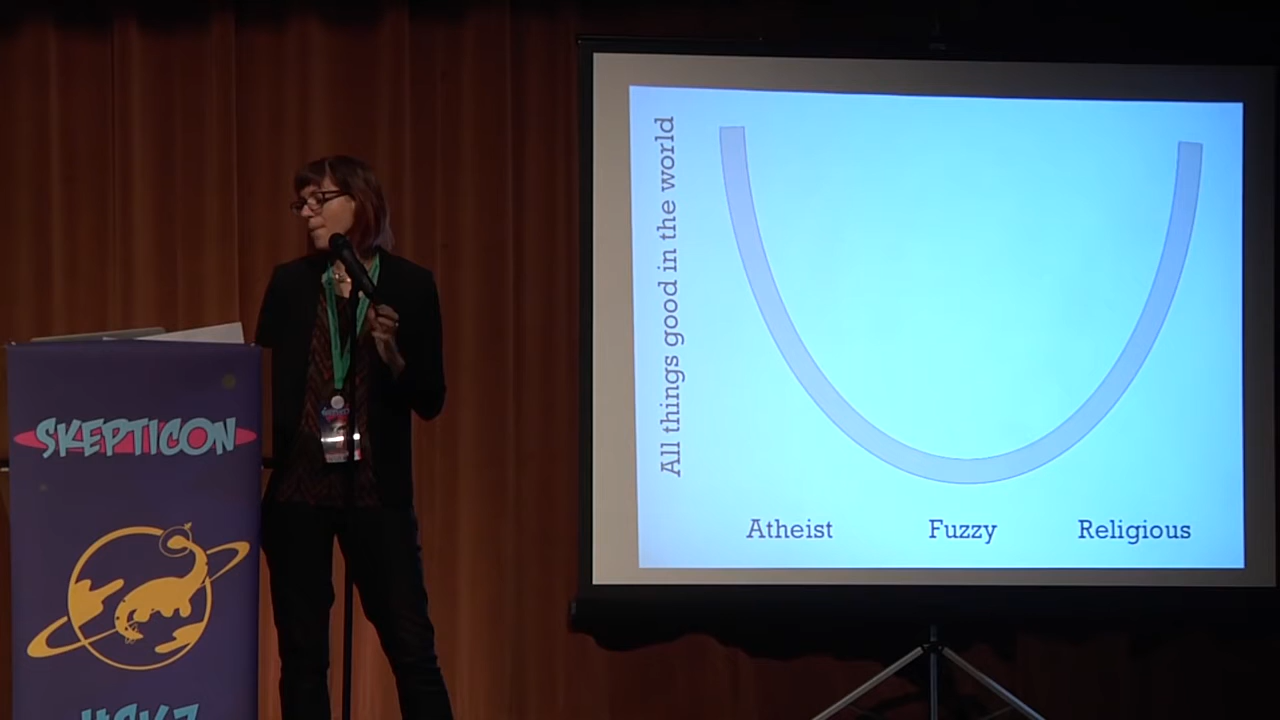 SKEPTICON
All things good in the world
Atheist
Fuzzy
Religious